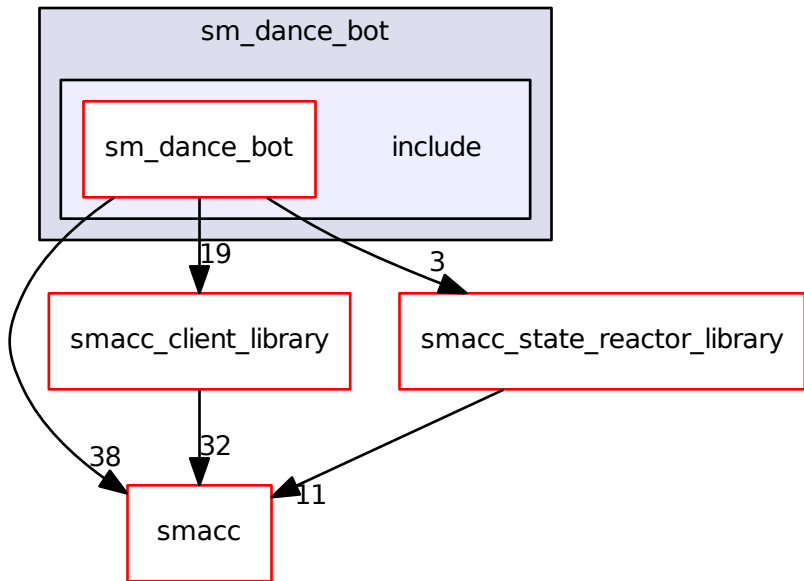 sm_dance_bot
sm_dance_bot
include
19
3
smacc_client_library
smacc_state_reactor_library
38
32
11
smacc